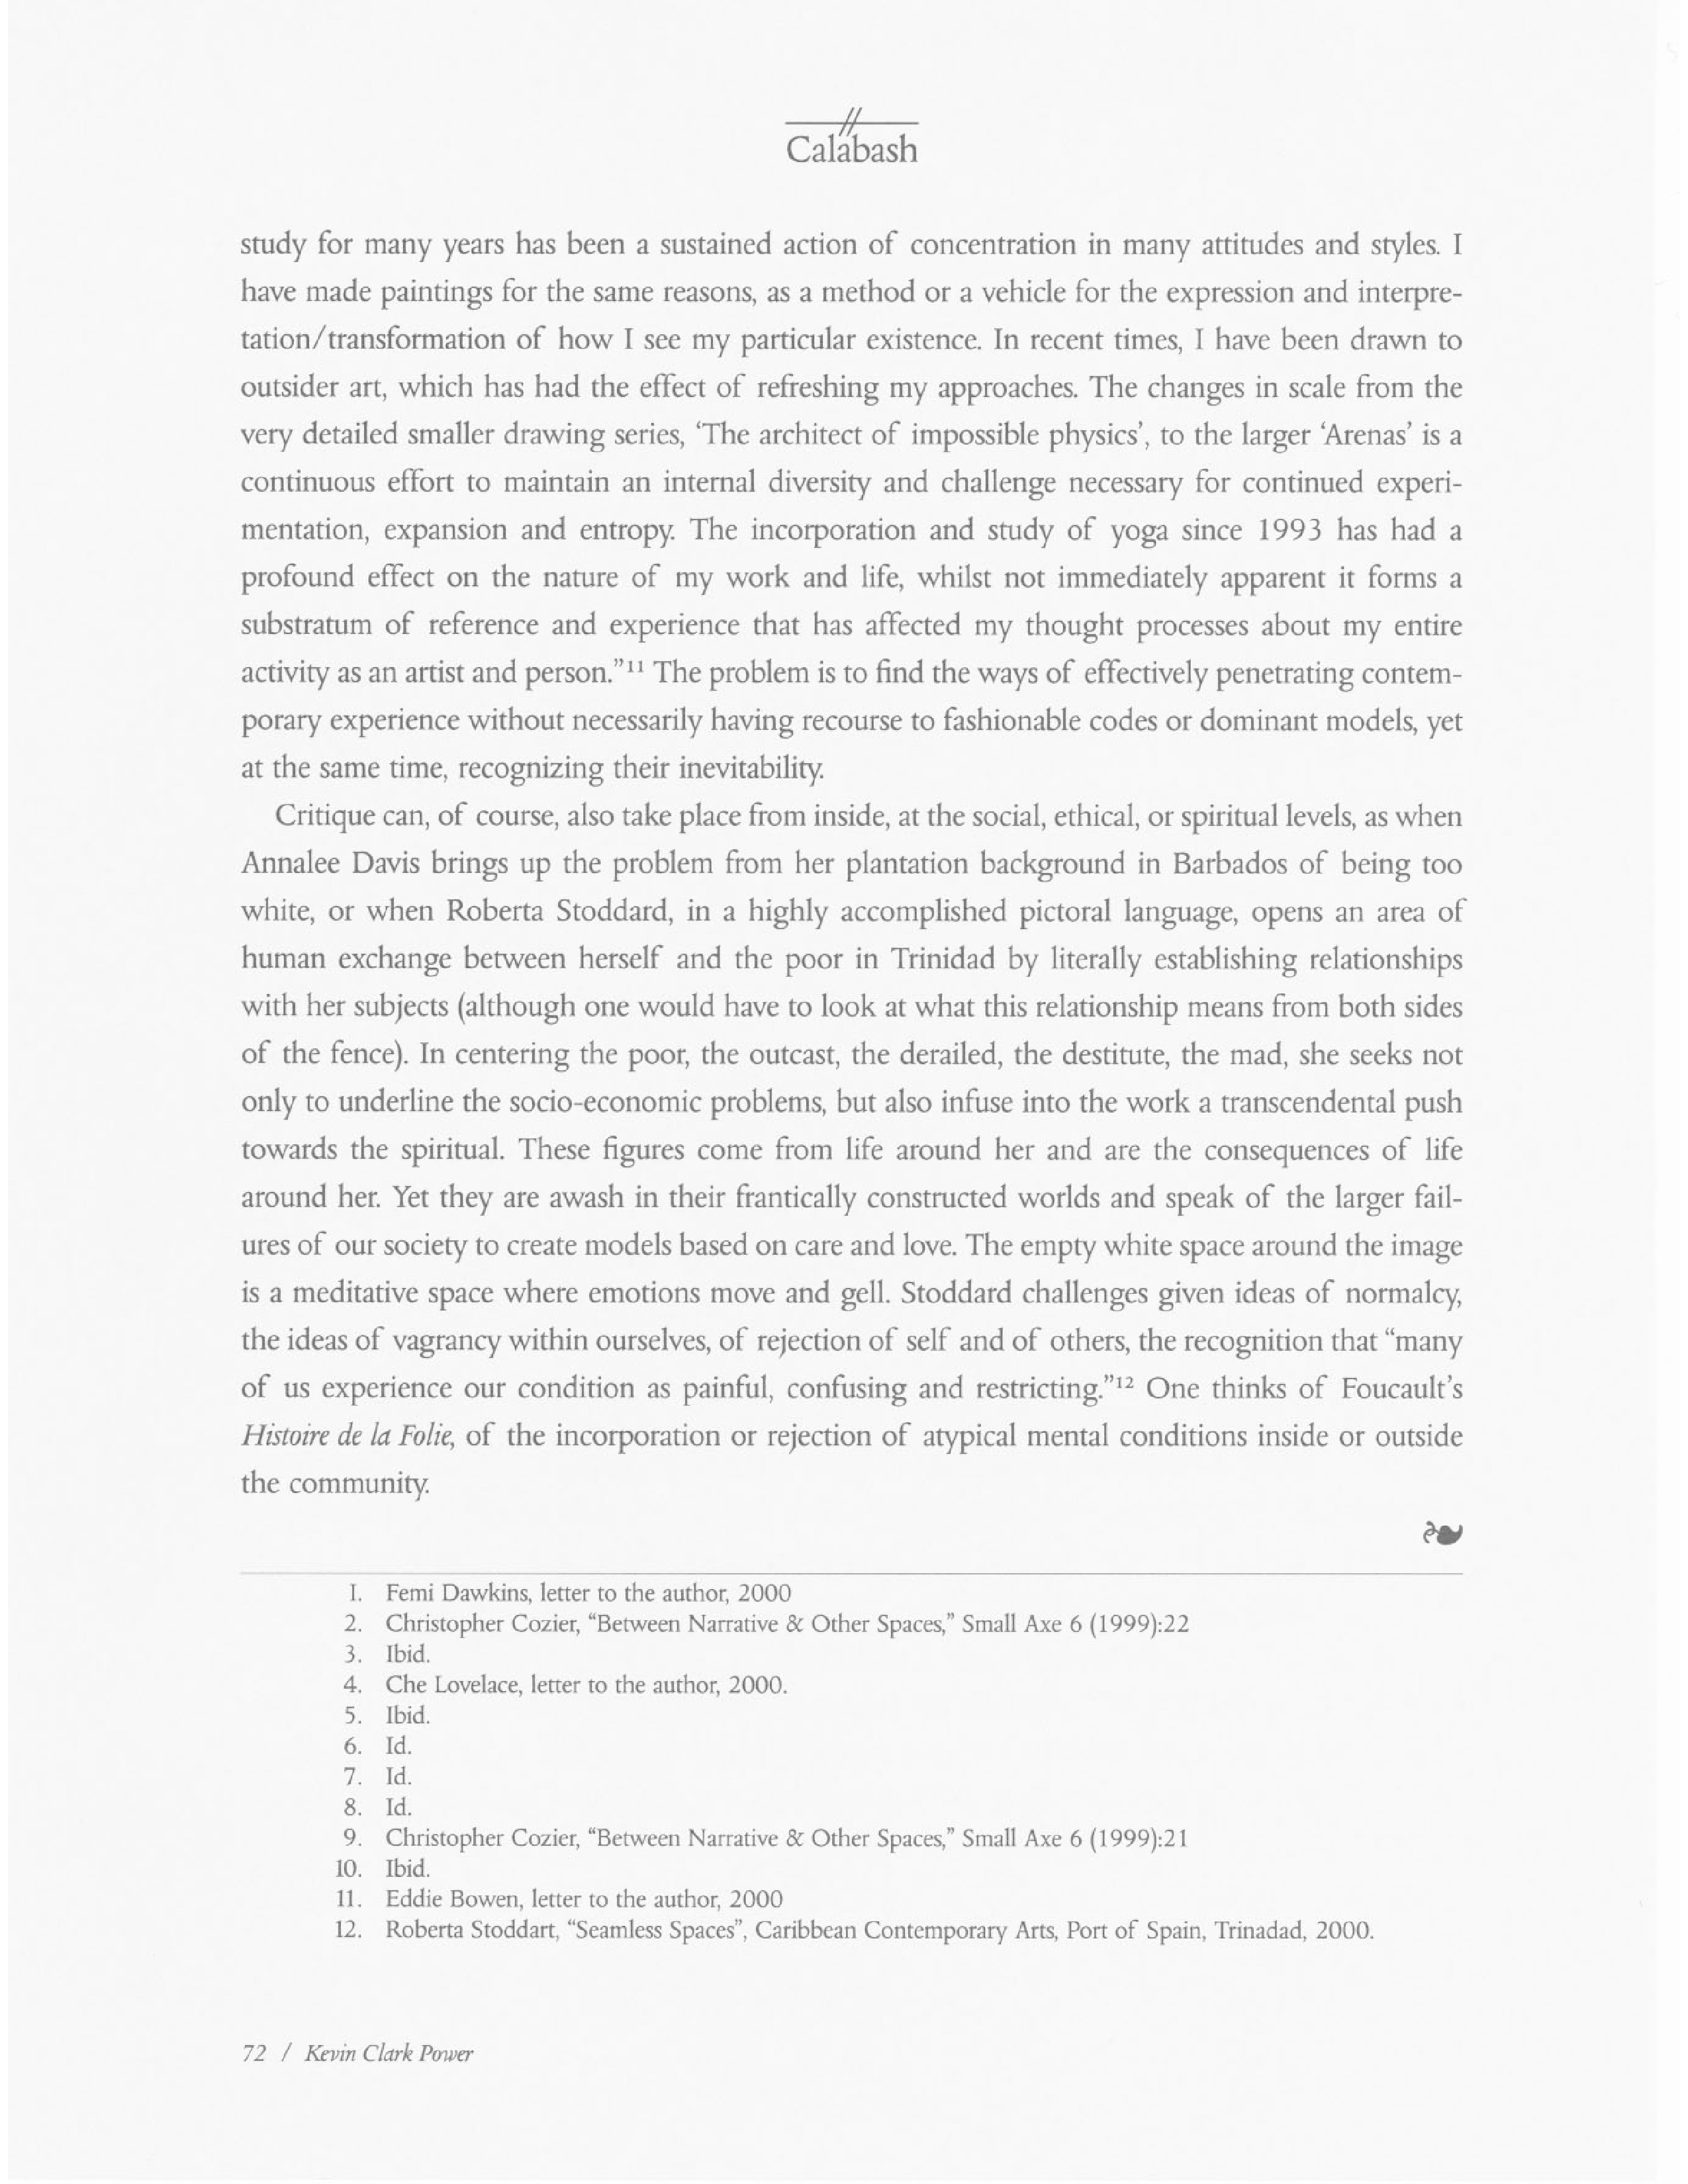 Calabash
study for many years has been a sustained action of concentration in many attitudes and styles. I
have made paintings for the same reasons, as a method or a vehicle for the expression and interpre-
tation/transformation of how I see my particular existence. In recent times, I have been drawn to
outsider art, which has had the effect of refreshing my approaches. The changes in scale from the
very detailed smaller drawing series, ‘The architect of impossible physics’, to the larger ‘Arenas’ is a
continuous effort to maintain an internal diversity and challenge necessary for continued experi-
mentation, expansion and entropy. The incorporation and study of yoga since 1993 has had a
profound effect on the nature of my work and life, whilst not immediately apparent it forms a
substratum of reference and experience that has affected my thought processes about my entire
activity as an artist and person.”11 The problem is to find the ways of effectively penetrating contem-
porary experience without necessarily having recourse to fashionable codes or dominant models, yet
at the same time, recognizing their inevitability.
Critique can, of course, also take place from inside, at the social, ethical, or spiritual levels, as when
Annalee Davis brings up the problem from her plantation background in Barbados of being too
white, or when Roberta Stoddard, in a highly accomplished pictoral language, opens an area of
human exchange between herself and the poor in Trinidad by literally establishing relationships
with her subjects (although one would have to look at what this relationship means from both sides
of the fence). In centering the poor, the outcast, the derailed, the destitute, the mad, she seeks not
only to underline the socio-economic problems, but also infuse into the work a transcendental push
towards the spiritual. These figures come from life around her and are the consequences of life
around her. Yet they are awash in their frantically constructed worlds and speak of the larger fail-
ures of our society to create models based on care and love. The empty white space around the image
is a meditative space where emotions move and gell. Stoddard challenges given ideas of normalcy,
the ideas of vagrancy within ourselves, of rejection of self and of others, the recognition that “many
of us experience our condition as painful, confusing and restricting.”12 One thinks of Foucault’s
Histoire de la Folie, of the incorporation or rejection of atypical mental conditions inside or outside
the community.
1. Femi Dawkins, letter to the author, 2000
2. Christopher Cozier, “Between Narrative & Other Spaces,” Small Axe 6 (1999):22
3. Ibid.
4. Che Lovelace, letter to the author, 2000.
5. Ibid.
6. Id.
7. Id.
8. Id.
9. Christopher Cozier, “Between Narrative & Other Spaces,” Small Axe 6 (1999):21
10. Ibid.
11. Eddie Bowen, letter to the author, 2000
12. Roberta Stoddart, “Seamless Spaces”, Caribbean Contemporary Arts, Port of Spain, Trinadad, 2000.
72 / Kevin Clark Power